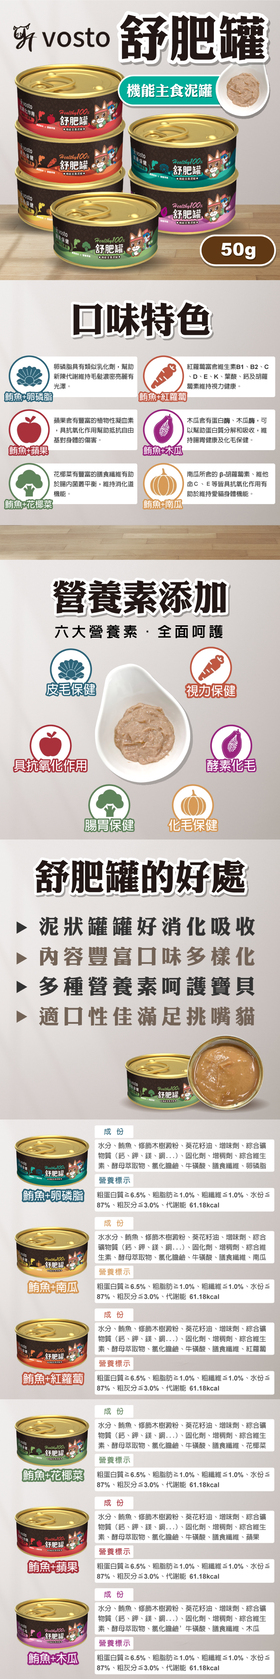 vosto
舒肥罐
機能主食泥罐
50g
口味特色
卵磷脂具有類似乳化劑,幫助
新陳代謝維持毛髮濃密亮麗有
光澤。
鮪魚+卵磷脂
紅蘿蔔富含維生素B1、B2、C
、D、E、K、葉酸、鈣及胡蘿
蔔素維持視力健康。
鮪魚+紅蘿蔔
蘋果含有豐富的植物性凝固素
,具抗氧化作用幫助抵抗自由
基對身體的傷害。
鮪魚+蘋果
木瓜含有蛋白酶、木瓜酶,可
以幫助蛋白質分解和吸收,維
持腸胃健康及化毛保健。
鮪魚+木瓜
花椰菜有豐富的膳食纖維有助
於腸內菌叢平衡,維持消化道
機能。
鮪魚+花椰菜
南瓜所含的 β-胡蘿蔔素、維他
命C、E等皆具抗氧化作用有
助於維持愛貓身體機能。
鮪魚+南瓜
營養素添加
六大營養素.全面呵護
皮毛保健
視力保健
具抗氧化作用
酵素化毛
腸胃保健
化毛保健
舒肥罐的好處
▶ 泥狀罐罐好消化吸收
▶ 內容豐富口味多樣化
▶ 多種營養素呵護寶貝
▶ 適口性佳滿足挑嘴貓
成 份
水分、鮪魚、修飾木樹澱粉、葵花籽油、增味劑、綜合礦
物質(鈣、鉀、鎂、銅...)、固化劑、增稠劑、綜合維生
素、酵母萃取物、氯化膽鹼、牛磺酸、膳食纖維、卵磷脂
營養標示
鮪魚+卵磷脂
粗蛋白質≧6.5%、粗脂肪≧1.0%、粗纖維≦1.0%、水份≦
87%、粗灰分≦3.0%、代謝能 61.18kcal
成 份
水水分、鮪魚、修飾木樹澱粉、葵花籽油、增味劑、綜合
礦物質(鈣、鉀、鎂、銅...)、固化劑、增稠劑、綜合維
生素、酵母萃取物、氯化膽鹼、牛磺酸、膳食纖維、南瓜
營養標示
鮪魚+南瓜
粗蛋白質≧6.5%、粗脂肪≧1.0%、粗纖維≦1.0%、水份≦
87%、粗灰分≦3.0%、代謝能 61.18kcal
成 份
水分、鮪魚、修飾木樹澱粉、葵花籽油、增味劑、綜合礦
物質(鈣、鉀、鎂、銅...)、固化劑、增稠劑、綜合維生
素、酵母萃取物、氯化膽鹼、牛磺酸、膳食纖維、紅蘿蔔
營養標示
鮪魚+紅蘿蔔
粗蛋白質≧6.5%、粗脂肪≧1.0%、粗纖維≦1.0%、水份≦
87%、粗灰分≦3.0%、代謝能 61.18kcal
成 份
水分、鮪魚、修飾木樹澱粉、葵花籽油、增味劑、綜合礦
物質(鈣、鉀、鎂、銅...)、固化劑、增稠劑、綜合維生
素、酵母萃取物、氯化膽鹼、牛磺酸、膳食纖維、花椰菜
營養標示
鮪魚+花椰菜
粗蛋白質≧6.5%、粗脂肪≧1.0%、粗纖維≦1.0%、水份≦
87%、粗灰分≦3.0%、代謝能 61.18kcal
成 份
水分、鮪魚、修飾木樹澱粉、葵花籽油、增味劑、綜合礦
物質(鈣、鉀、鎂、銅...)、固化劑、增稠劑、綜合維生
素、酵母萃取物、氯化膽鹼、牛磺酸、膳食纖維、蘋果
營養標示
鮪魚+蘋果
粗蛋白質≧6.5%、粗脂肪≧1.0%、粗纖維≦1.0%、水份≦
87%、粗灰分≦3.0%、代謝能 61.18kcal
成 份
水分、鮪魚、修飾木樹澱粉、葵花籽油、增味劑、綜合礦
物質(鈣、鉀、鎂、銅...)、固化劑、增稠劑、綜合維生
素、酵母萃取物、氯化膽鹼'牛磺酸、膳食纖維、木瓜
營養標示
鮪魚+木瓜
粗蛋白質≧6.5%、粗脂肪≧1.0%、粗纖維≦1.0%、水份≦
87%、粗灰分≦3.0%、代謝能 61.18kcal